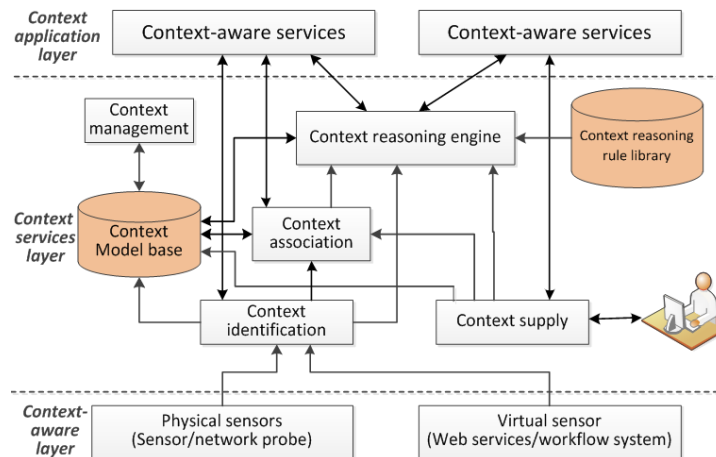 Context
application
layer
Context-aware services
Context-aware services
Context
management
Context reasoning engine
Context reasoning
rule library
Context
services
layer
Context
Model base
Context
association
Context
identification
Context supply
Context-
aware
layer
Physical sensors
(Sensor/network probe)
Virtual sensor
(Web services/workflow system)